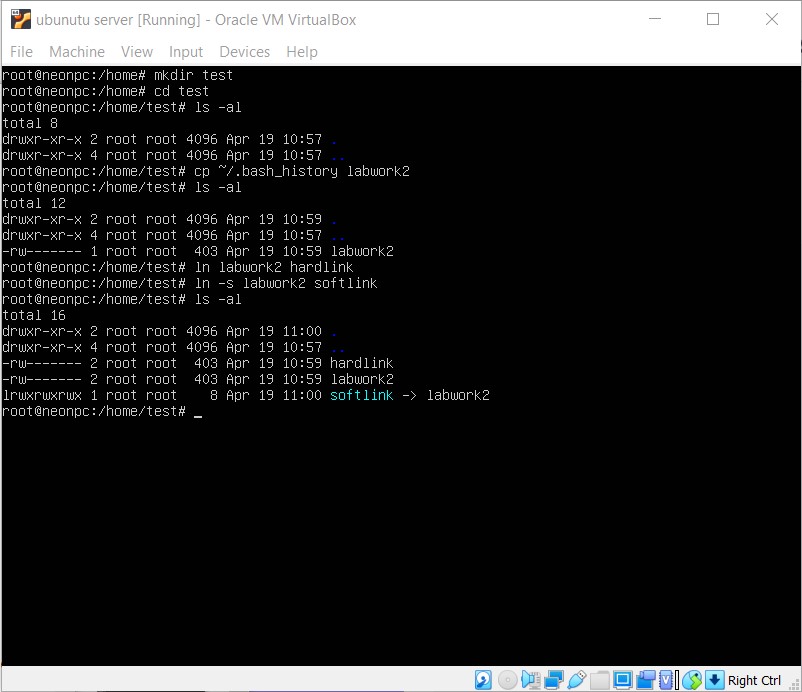 ubunutu server [Running] - Oracle VM VirtualBox
File Machine View Input Devices Help
root@neonpc:/home# mkdir test
root@neonpc:/home# cd test
root@neonpc:/home/test# ls -al
total 8
drwxr-xr-x 2 root root 4096 Apr 19 10:57 .
drwxr-xr-x 4 root root 4096 Apr 19 10:57 ..
root@neonpc:/home/test# cp ~/.bash_history labwork2
root@neonpc:/home/test# ls -al
total 12
drwxr-xr-x 2 root root 4096 Apr 19 10:59 .
drwxr-xr-x 4 root root 4096 Apr 19 10:57 ..
-rw------- 1 root root  403 Apr 19 10:59 labwork2
root@neonpc:/home/test# ln labwork2 hardlink
root@neonpc:/home/test# ln -s labwork2 softlink
root@neonpc:/home/test# ls -al
total 16
drwxr-xr-x 2 root root 4096 Apr 19 11:00 .
drwxr-xr-x 4 root root 4096 Apr 19 10:57 ..
-rw------- 2 root root  403 Apr 19 10:59 hardlink
-rw------- 2 root root  403 Apr 19 10:59 labwork2
lrwxrwxrwx 1 root root    8 Apr 19 11:00 softlink -> labwork2
root@neonpc:/home/test# _
Right Ctrl